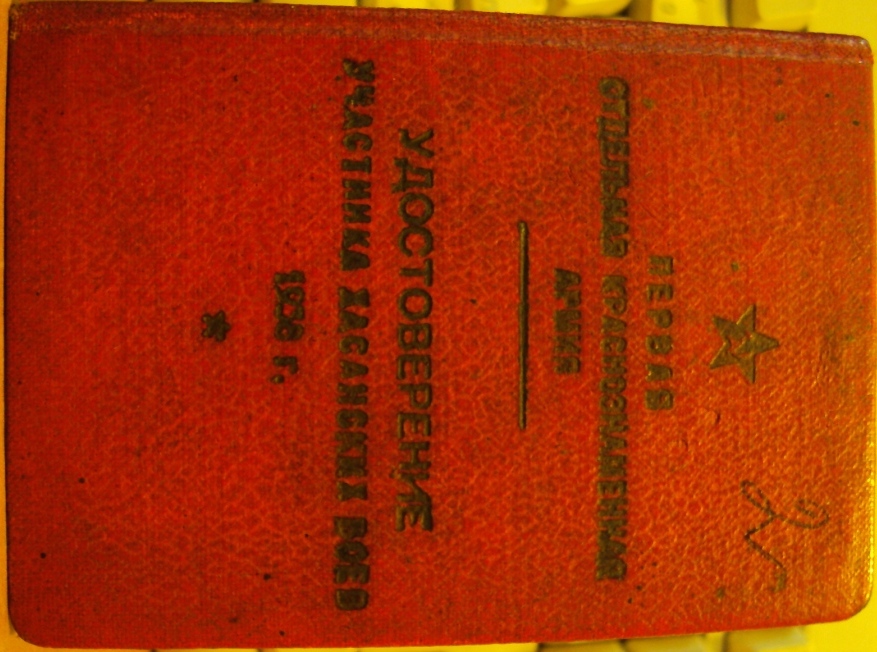 ПЕРВАЯ
ОТДЕЛЬНАЯ КРАСНОЗНАМЕННАЯ
АРМИЯ
УДОСТОВЕРЕНИЕ
УЧАСТНИКА ХАСАНСКИХ БОЕВ
1938 г.